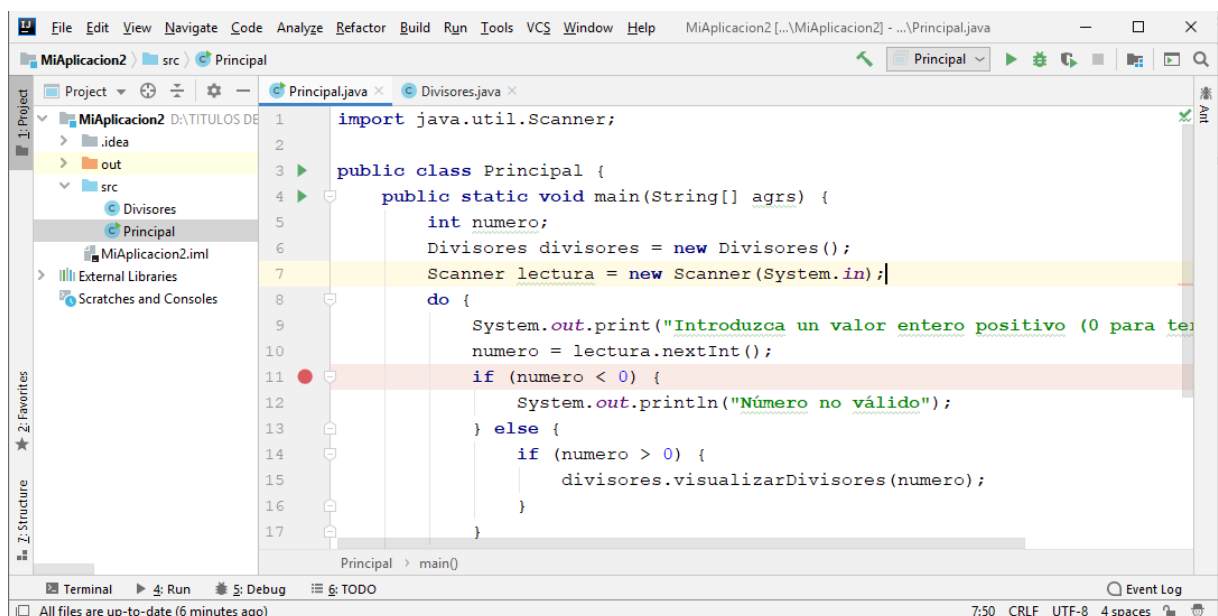 File Edit View Navigate Code Analyze Refactor Build Run Tools VCS Window Help MiAplicacion2 [...\MiAplicacion2] - ...\Principal.java
MiAplicacion2 src Principal Principal
Project Principal.java Divisores.java
1: Project
MiAplicacion2 D:\TITULOS DE
.idea
out
src
Divisores
Principal
MiAplicacion2.iml
External Libraries
Scratches and Consoles
2: Favorites
Z: Structure
1 import java.util.Scanner;
2
3 public class Principal {
4 public static void main(String[] agrs) {
5 int numero;
6 Divisores divisores = new Divisores();
7 Scanner lectura = new Scanner(System.in);
8 do {
9 System.out.print("Introduzca un valor entero positivo (0 para te
10 numero = lectura.nextInt();
11 if (numero < 0) {
12 System.out.println("Número no válido");
13 } else {
14 if (numero > 0) {
15 divisores.visualizarDivisores(numero);
16 }
17 }
Ant
Principal > main()
Terminal 4: Run 5: Debug 6: TODO Event Log
All files are up-to-date (6 minutes ago) 7:50 CRLF UTF-8 4 spaces